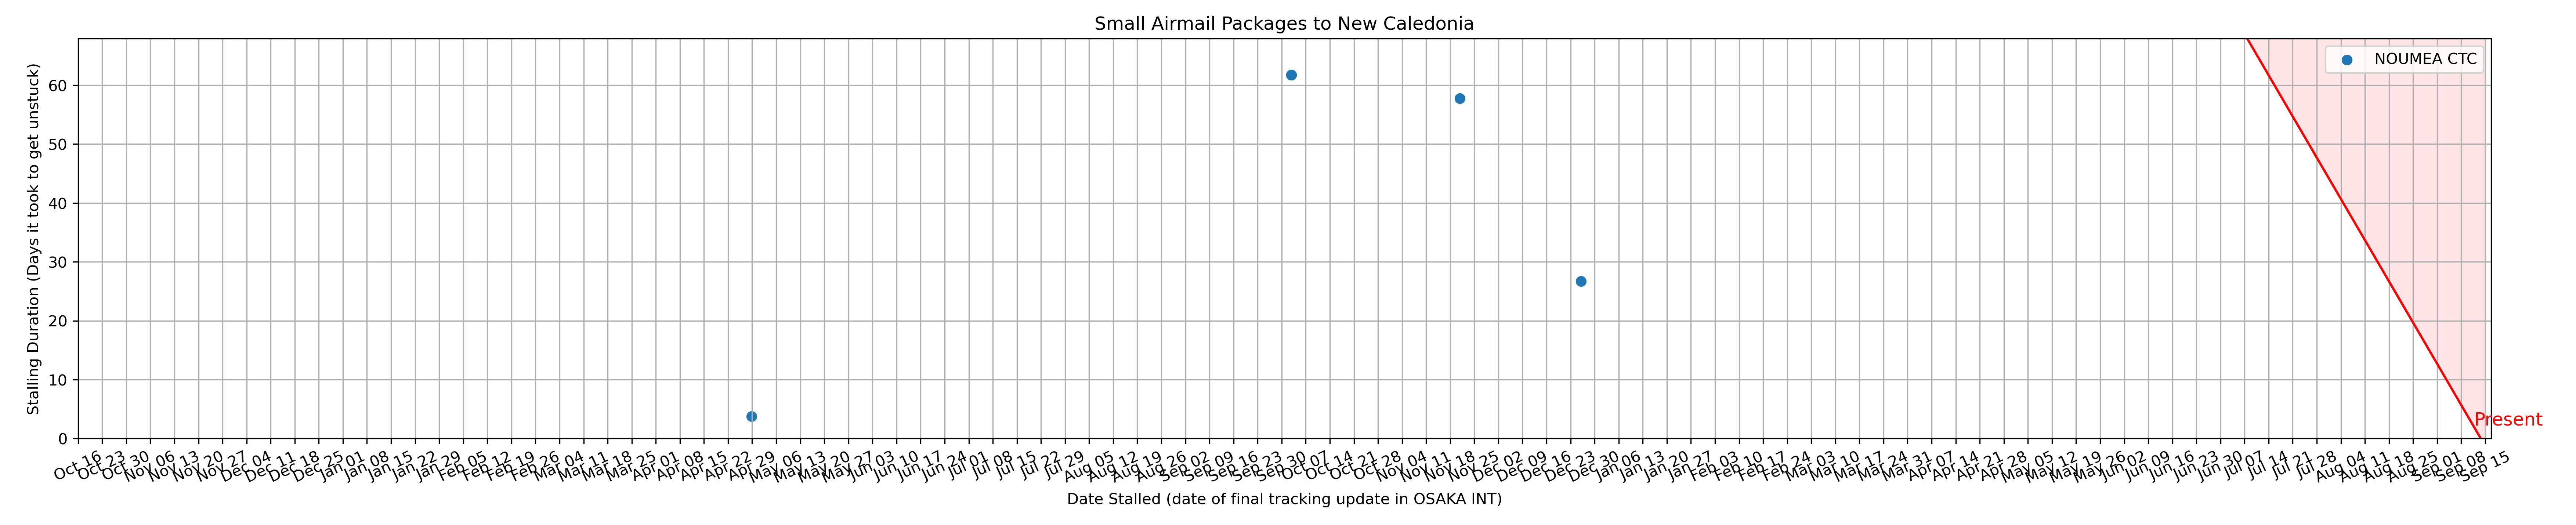 Small Airmail Packages to New Caledonia
NOUMEA CTC
Stalling Duration (Days it took to get unstuck)
60
50
40
30
20
10
0
Present
Oct 16 Oct 23 Oct 30 Nov 06 Nov 13 Nov 20 Nov 27 Dec 04 Dec 11 Dec 18 Dec 25 Jan 01 Jan 08 Jan 15 Jan 22 Jan 29 Feb 05 Feb 12 Feb 19 Feb 26 Mar 04 Mar 11 Mar 18 Mar 25 Apr 01 Apr 08 Apr 15 Apr 22 Apr 29 May 06 May 13 May 20 May 27 Jun 03 Jun 10 Jun 17 Jun 24 Jul 01 Jul 08 Jul 15 Jul 22 Jul 29 Aug 05 Aug 12 Aug 19 Aug 26 Sep 02 Sep 09 Sep 16 Sep 23 Sep 30 Oct 07 Oct 14 Oct 21 Oct 28 Nov 04 Nov 11 Nov 18 Nov 25 Dec 02 Dec 09 Dec 16 Dec 23 Dec 30 Jan 06 Jan 13 Jan 20 Jan 27 Feb 03 Feb 10 Feb 17 Feb 24 Mar 03 Mar 10 Mar 17 Mar 24 Mar 31 Apr 07 Apr 14 Apr 21 Apr 28 May 05 May 12 May 19 May 26 Jun 02 Jun 09 Jun 16 Jun 23 Jun 30 Jul 07 Jul 14 Jul 21 Jul 28 Aug 04 Aug 11 Aug 18 Aug 25 Sep 01 Sep 08 Sep 15
Date Stalled (date of final tracking update in OSAKA INT)